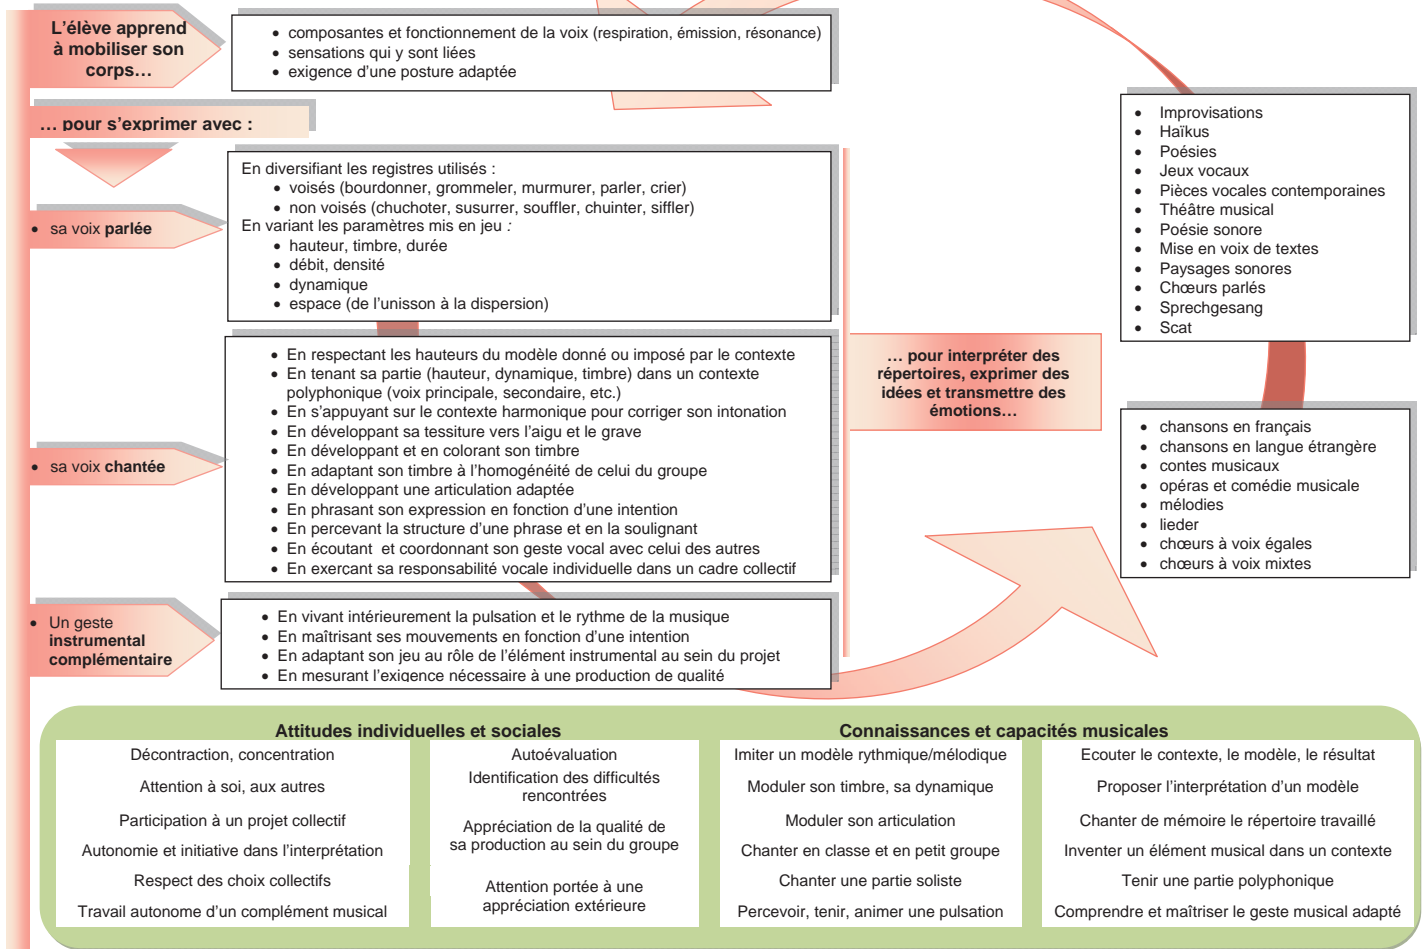 L'élève apprend
à mobiliser son
corps…
• composantes et fonctionnement de la voix (respiration, émission, résonance)
• sensations qui y sont liées
• exigence d'une posture adaptée
… pour s'exprimer avec :
• sa voix parlée
En diversifiant les registres utilisés :
• voisés (bourdonner, grommeler, murmurer, parler, crier)
• non voisés (chuchoter, susurrer, souffler, chuinter, siffler)
En variant les paramètres mis en jeu :
• hauteur, timbre, durée
• débit, densité
• dynamique
• espace (de l'unisson à la dispersion)
• sa voix chantée
• En respectant les hauteurs du modèle donné ou imposé par le contexte
• En tenant sa partie (hauteur, dynamique, timbre) dans un contexte
polyphonique (voix principale, secondaire, etc.)
• En s'appuyant sur le contexte harmonique pour corriger son intonation
• En développant sa tessiture vers l'aigu et le grave
• En développant et en colorant son timbre
• En adaptant son timbre à l'homogénéité de celui du groupe
• En développant une articulation adaptée
• En phrasant son expression en fonction d'une intention
• En percevant la structure d'une phrase et en la soulignant
• En écoutant et coordonnant son geste vocal avec celui des autres
• En exerçant sa responsabilité vocale individuelle dans un cadre collectif
• Un geste
instrumental
complémentaire
• En vivant intérieurement la pulsation et le rythme de la musique
• En maîtrisant ses mouvements en fonction d'une intention
• En adaptant son jeu au rôle de l'élément instrumental au sein du projet
• En mesurant l'exigence nécessaire à une production de qualité
… pour interpréter des
répertoires, exprimer des
idées et transmettre des
émotions…
• Improvisations
• Haïkus
• Poésies
• Jeux vocaux
• Pièces vocales contemporaines
• Théâtre musical
• Poésie sonore
• Mise en voix de textes
• Paysages sonores
• Chœurs parlés
• Sprechgesang
• Scat
• chansons en français
• chansons en langue étrangère
• contes musicaux
• opéras et comédie musicale
• mélodies
• lieder
• chœurs à voix égales
• chœurs à voix mixtes
Attitudes individuelles et sociales
Décontraction, concentration
Attention à soi, aux autres
Participation à un projet collectif
Autonomie et initiative dans l'interprétation
Respect des choix collectifs
Travail autonome d'un complément musical
Autoévaluation
Identification des difficultés
rencontrées
Appréciation de la qualité de
sa production au sein du groupe
Attention portée à une
appréciation extérieure
Connaissances et capacités musicales
Imiter un modèle rythmique/mélodique
Moduler son timbre, sa dynamique
Moduler son articulation
Chanter en classe et en petit groupe
Chanter une partie soliste
Percevoir, tenir, animer une pulsation
Ecouter le contexte, le modèle, le résultat
Proposer l'interprétation d'un modèle
Chanter de mémoire le répertoire travaillé
Inventer un élément musical dans un contexte
Tenir une partie polyphonique
Comprendre et maîtriser le geste musical adapté